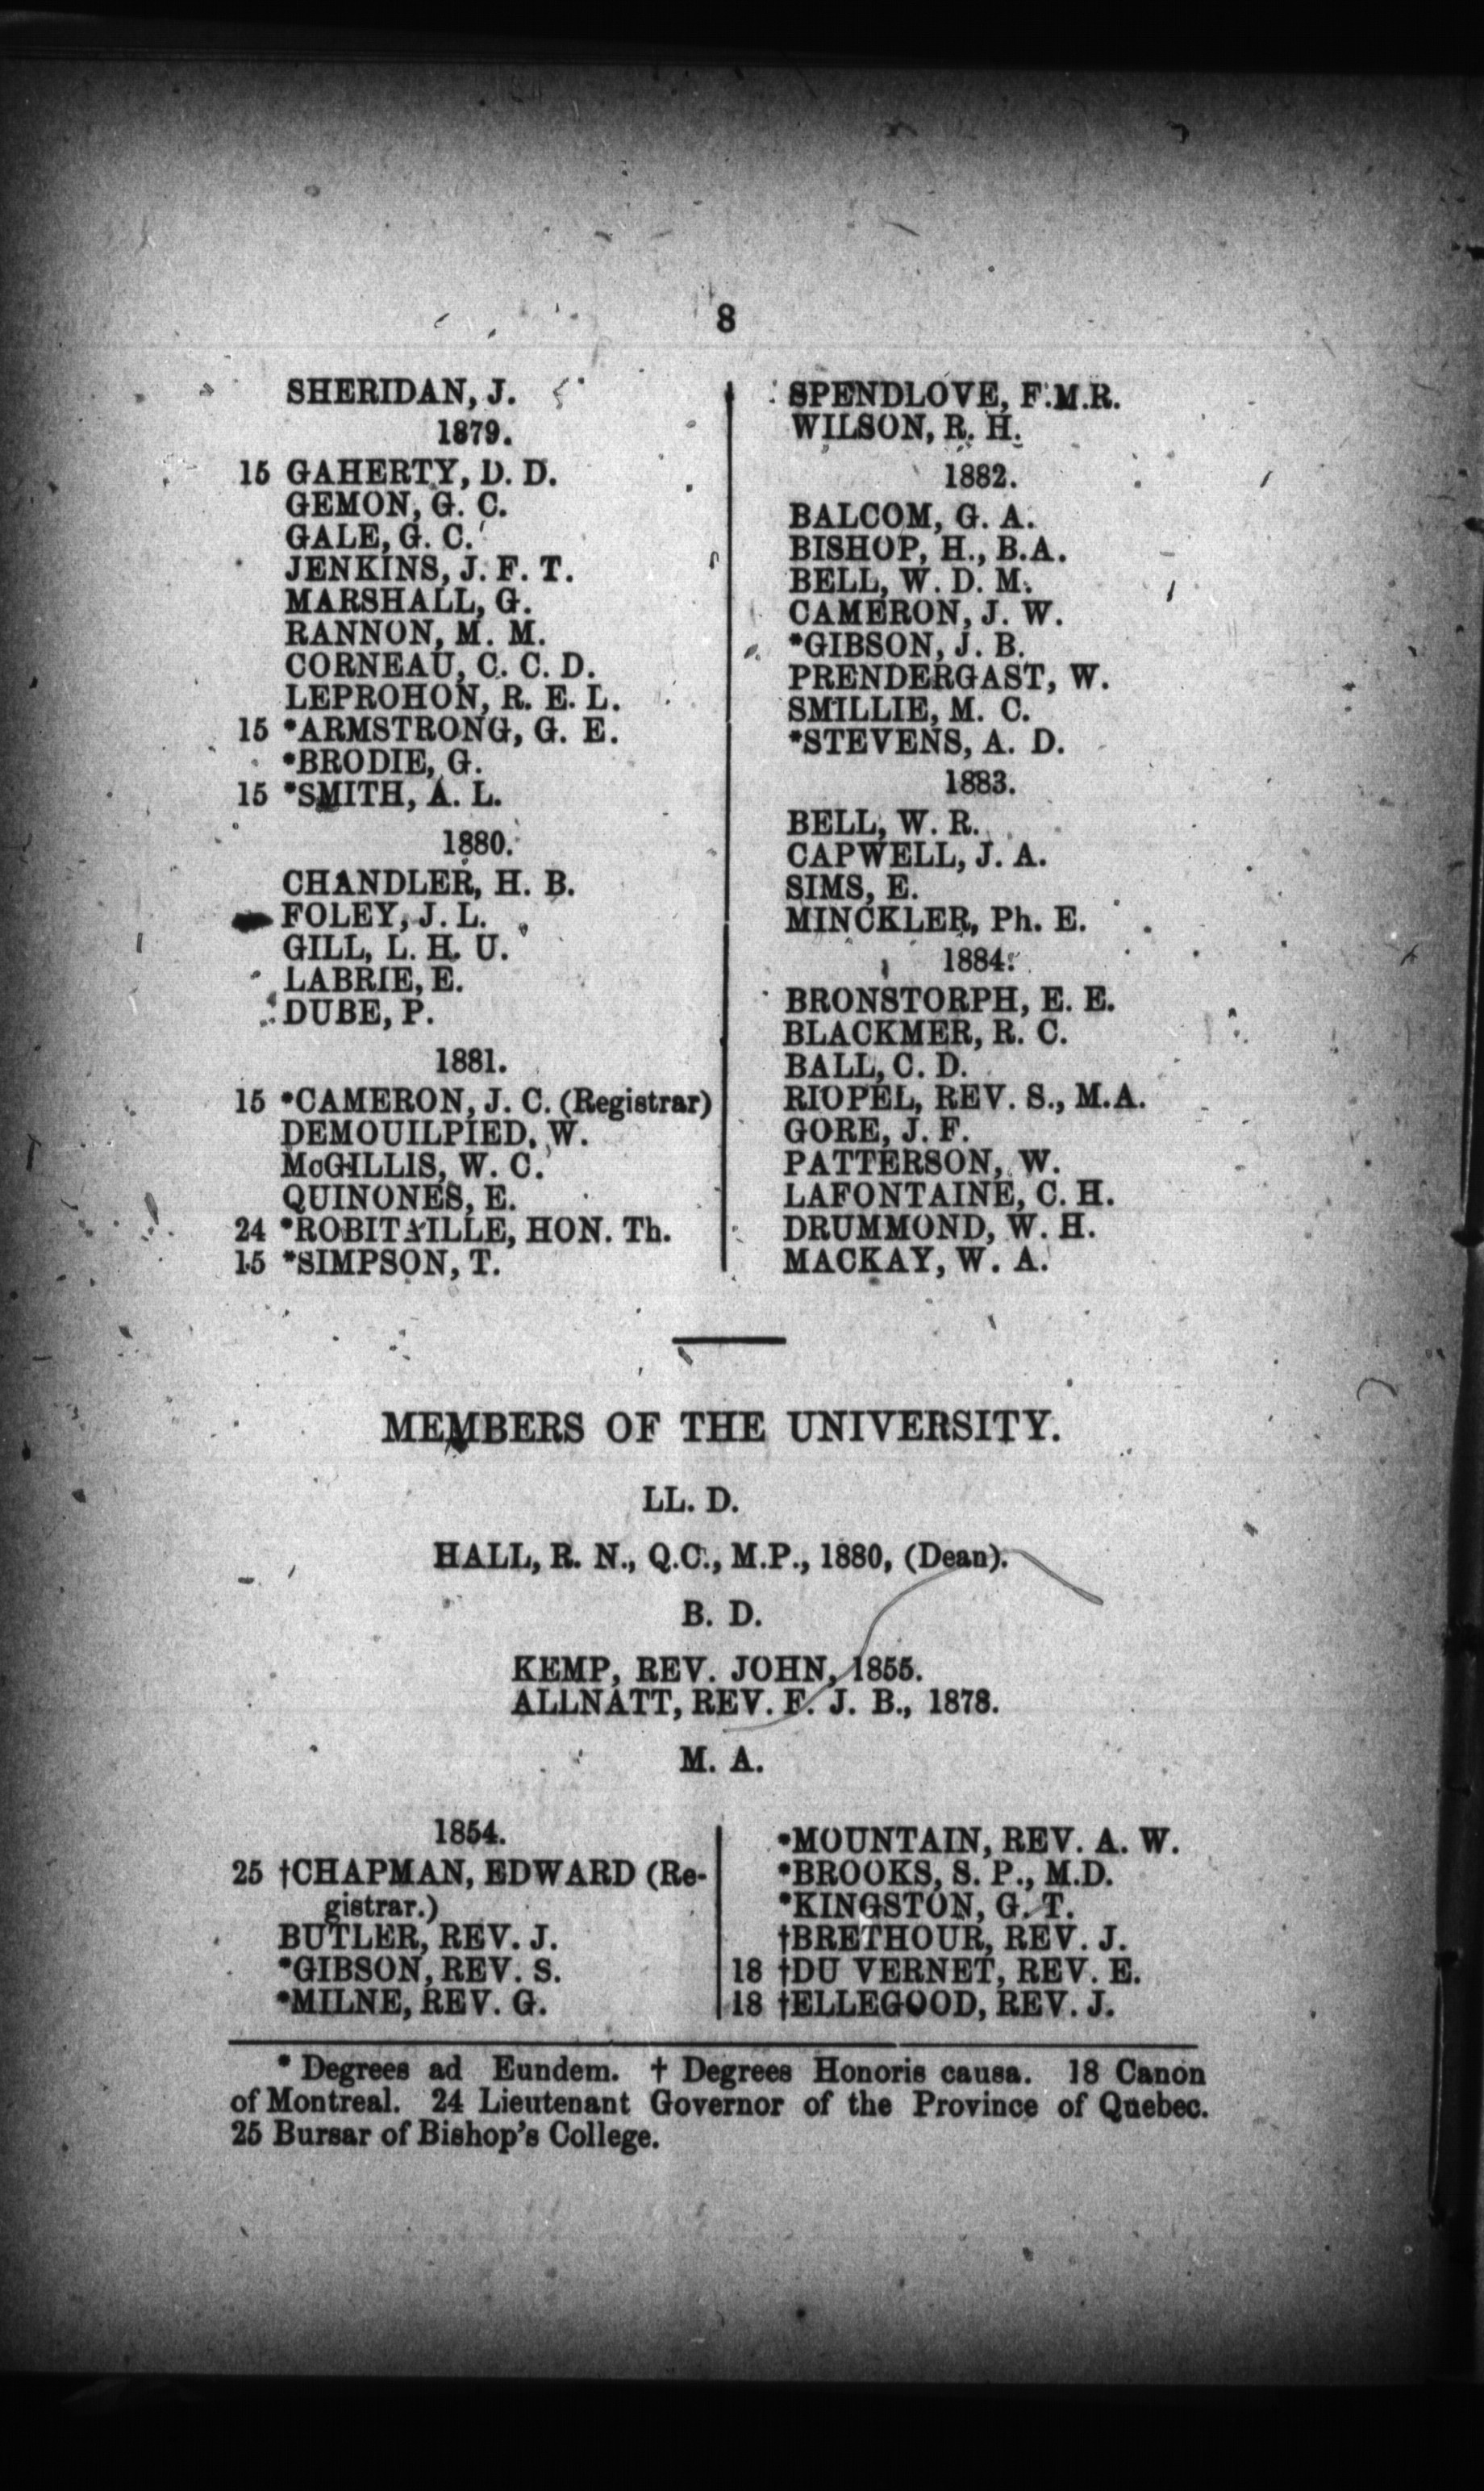 8
SHERIDAN, J.
1879.
15 GAHERTY, D. D.
GEMON, G. C.
GALE, G. C.
JENKINS, J. F. T.
MARSHALL, G.
RANNON, M. M.
CORNEAU, C. C. D.
LEPROHON, R. E. L.
15 *ARMSTRONG, G. E.
*BRODIE, G.
15 *SMITH, A. L.
1880.
CHANDLER, H. B.
FOLEY, J. L.
GILL, L. H. U.
LABRIE, E.
DUBE, P.
1881.
15 *CAMERON, J. C. (Registrar)
DEMOUILPIED, W.
McGILLIS, W. C.
QUINONES, E.
24 *ROBITAILLE, HON. Th.
15 *SIMPSON, T.
SPENDLOVE, F.M.R.
WILSON, R. H.
1882.
BALCOM, G. A.
BISHOP, H., B.A.
BELL, W. D. M.
CAMERON, J. W.
*GIBSON, J. B.
PRENDERGAST, W.
SMILLIE, M. C.
*STEVENS, A. D.
1883.
BELL, W. R.
CAPWELL, J. A.
SIMS, E.
MINCKLER, Ph. E.
1884.
BRONSTORPH, E. E.
BLACKMER, R. C.
BALL, C. D.
RIOPEL, REV. S., M.A.
GORE, J. F.
PATTERSON, W.
LAFONTAINE, C. H.
DRUMMOND, W. H.
MACKAY, W. A.
MEMBERS OF THE UNIVERSITY.
LL. D.
HALL, R. N., Q.C., M.P., 1880, (Dean).
B. D.
KEMP, REV. JOHN, 1855.
ALLNATT, REV. F. J. B., 1878.
M. A.
1854.
25 †CHAPMAN, EDWARD (Re-
gistrar.)
BUTLER, REV. J.
*GIBSON, REV. S.
*MILNE, REV. G.
*MOUNTAIN, REV. A. W.
*BROOKS, S. P., M.D.
*KINGSTON, G. T.
†BRETHOUR, REV. J.
18 †DU VERNET, REV. E.
18 †ELLEGOOD, REV. J.
* Degrees ad Eundem. † Degrees Honoris causa. 18 Canon
of Montreal. 24 Lieutenant Governor of the Province of Quebec.
25 Bursar of Bishop's College.